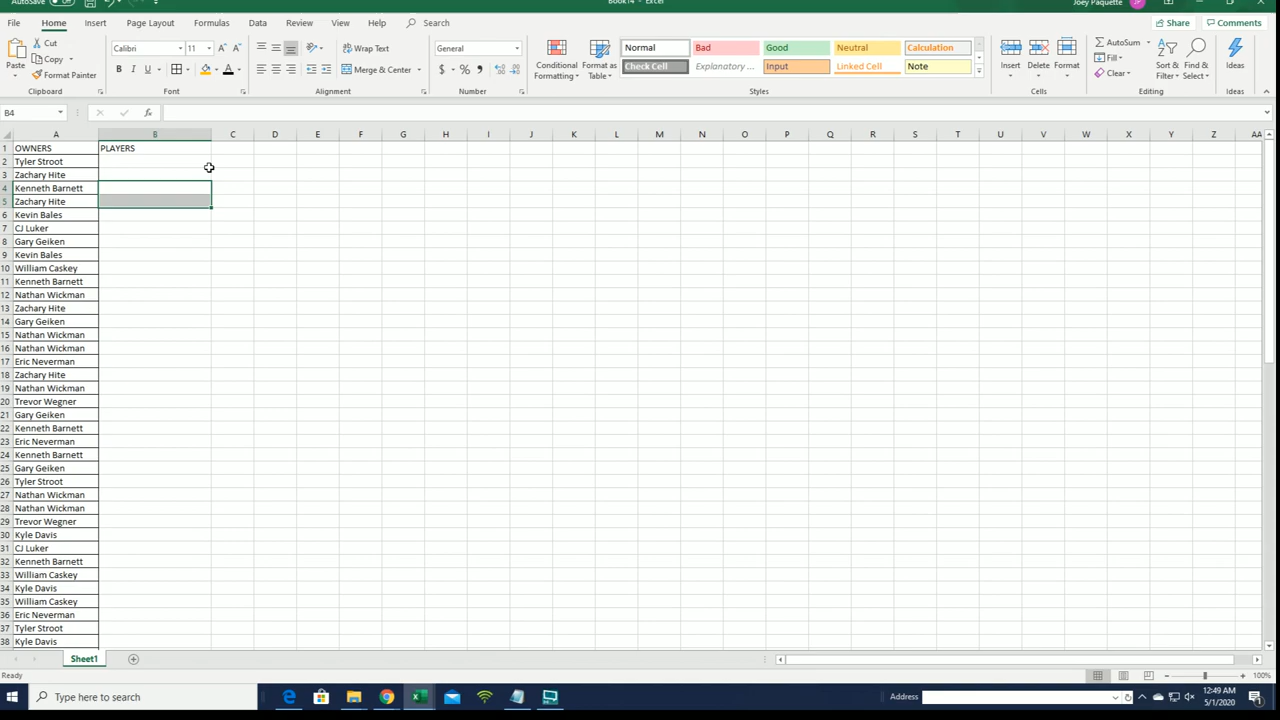 AutoSave Off Book14 - Excel Joey Paquette JP
File Home Insert Page Layout Formulas Data Review View Help Search Share Comments
Paste Cut Copy Format Painter Clipboard
Calibri 11 B I U Font
Wrap Text Merge & Center Alignment
General $ % Number
Conditional Formatting Format as Table
Normal Bad Good Neutral Calculation
Check Cell Explanatory ... Input Linked Cell Note
Styles
Insert Delete Format Cells
AutoSum Fill Clear Sort & Filter Find & Select Editing
Ideas Ideas
B4 fx
A B C D E F G H I J K L M N O P Q R S T U V W X Y Z AA
1 OWNERS PLAYERS
2 Tyler Stroot
3 Zachary Hite
4 Kenneth Barnett
5 Zachary Hite
6 Kevin Bales
7 CJ Luker
8 Gary Geiken
9 Kevin Bales
10 William Caskey
11 Kenneth Barnett
12 Nathan Wickman
13 Zachary Hite
14 Gary Geiken
15 Nathan Wickman
16 Nathan Wickman
17 Eric Neverman
18 Zachary Hite
19 Nathan Wickman
20 Trevor Wegner
21 Gary Geiken
22 Kenneth Barnett
23 Eric Neverman
24 Kenneth Barnett
25 Gary Geiken
26 Tyler Stroot
27 Nathan Wickman
28 Nathan Wickman
29 Trevor Wegner
30 Kyle Davis
31 CJ Luker
32 Kenneth Barnett
33 William Caskey
34 Kyle Davis
35 William Caskey
36 Eric Neverman
37 Tyler Stroot
38 Kyle Davis
Sheet1
Ready 100%
Type here to search Address 12:49 AM
5/1/2020